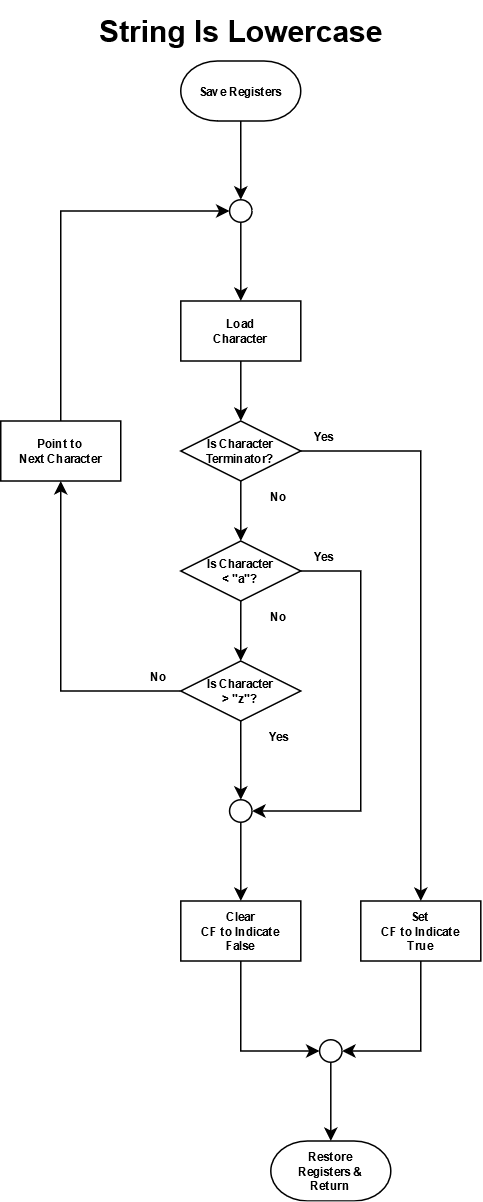 String Is Lowercase
Save Registers
Load
Character
Point to
Next Character
Is Character
Terminator?
Yes
No
Is Character
< "a"?
Yes
No
Is Character
> "z"?
No
Yes
Clear
CF to Indicate
False
Set
CF to Indicate
True
Restore
Registers &
Return